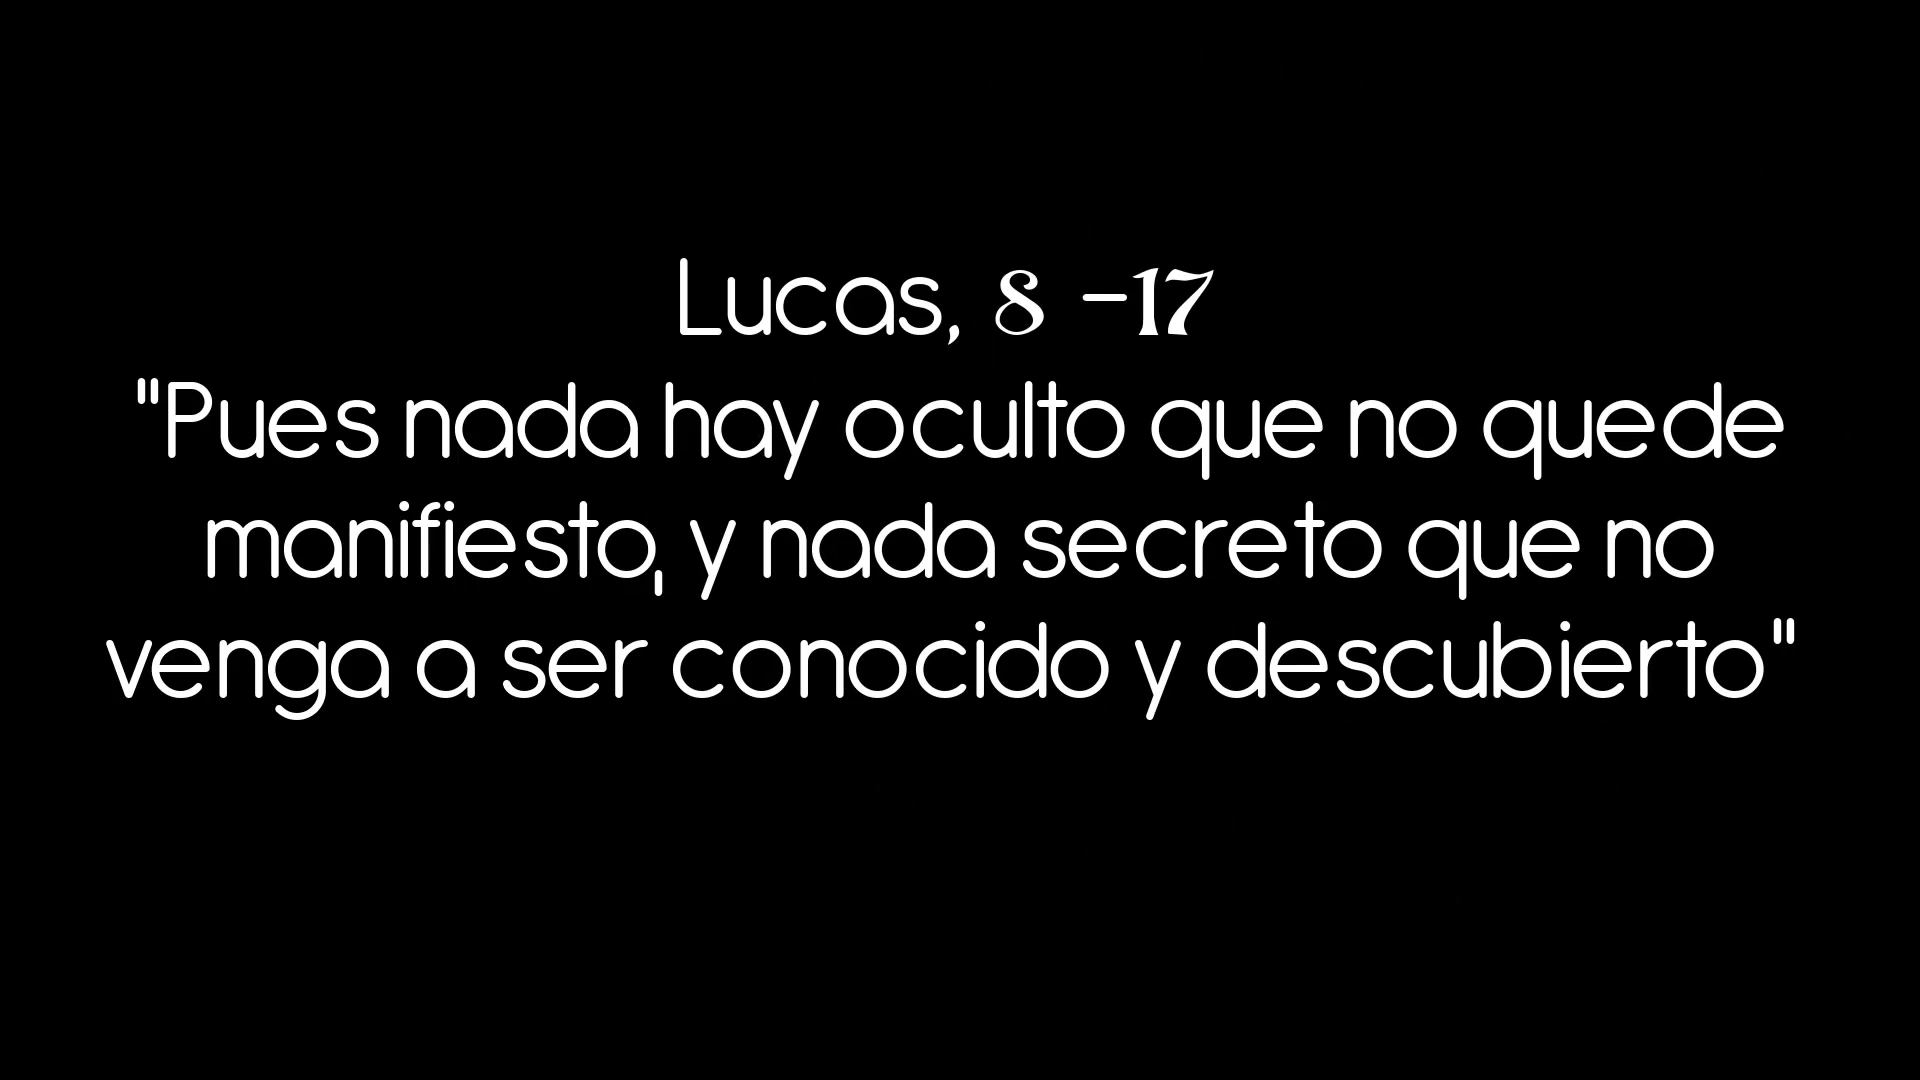 Lucas, 8 -17
"Pues nada hay oculto que no quede
manifiesto, y nada secreto que no
venga a ser conocido y descubierto"